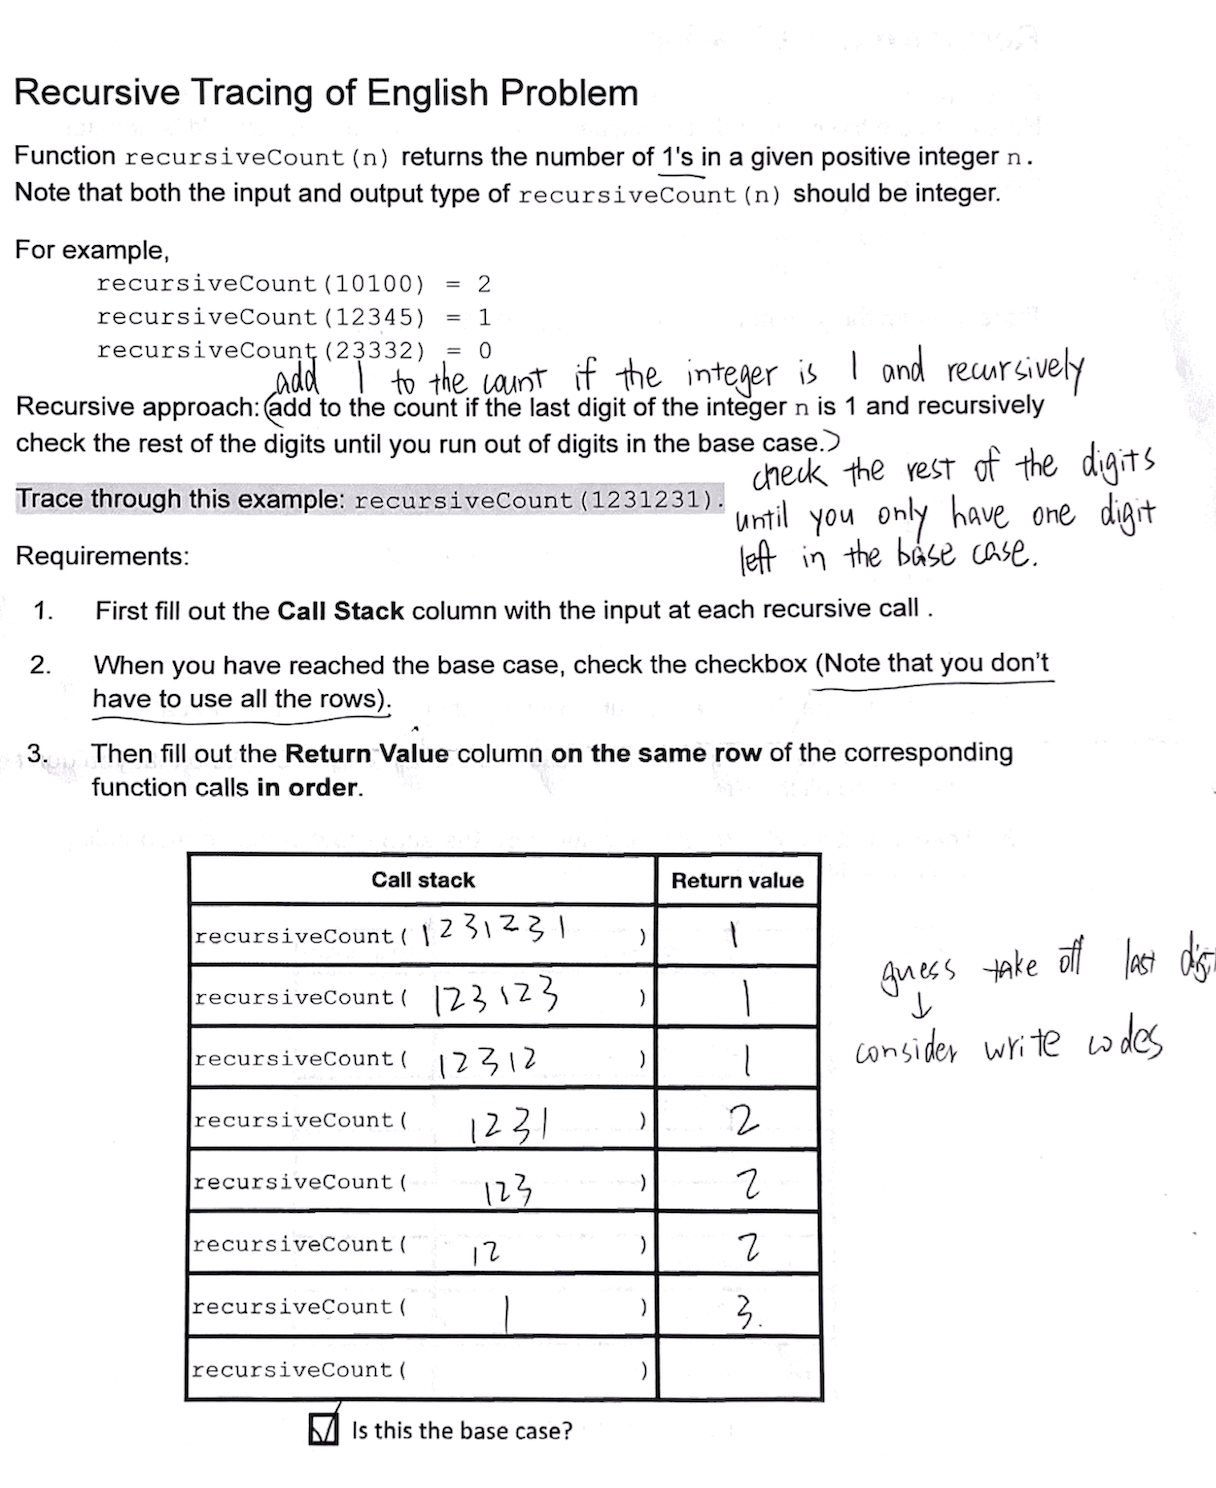 Recursive Tracing of English Problem
Function recursiveCount(n) returns the number of 1's in a given positive integer n.
Note that both the input and output type of recursiveCount(n) should be integer.
For example,
recursiveCount(10100) = 2
recursiveCount(12345) = 1
recursiveCount(23332) = 0
add 1 to the count if the integer is 1 and recursively
Recursive approach: (add to the count if the last digit of the integer n is 1 and recursively
check the rest of the digits until you run out of digits in the base case.)
check the rest of the digits
Trace through this example: recursiveCount(1231231).
until you only have one digit
left in the base case.
Requirements:
1. First fill out the Call Stack column with the input at each recursive call .
2. When you have reached the base case, check the checkbox (Note that you don't
have to use all the rows).
3. Then fill out the Return Value column on the same row of the corresponding
function calls in order.
Call stack Return value
recursiveCount( 1231231 ) 1
guess take off last
recursiveCount( 123123 ) 1
consider write codes
recursiveCount( 12312 ) 1
recursiveCount( 1231 ) 2
recursiveCount( 123 ) 2
recursiveCount( 12 ) 2
recursiveCount( 1 ) 3.
recursiveCount( )
Is this the base case?